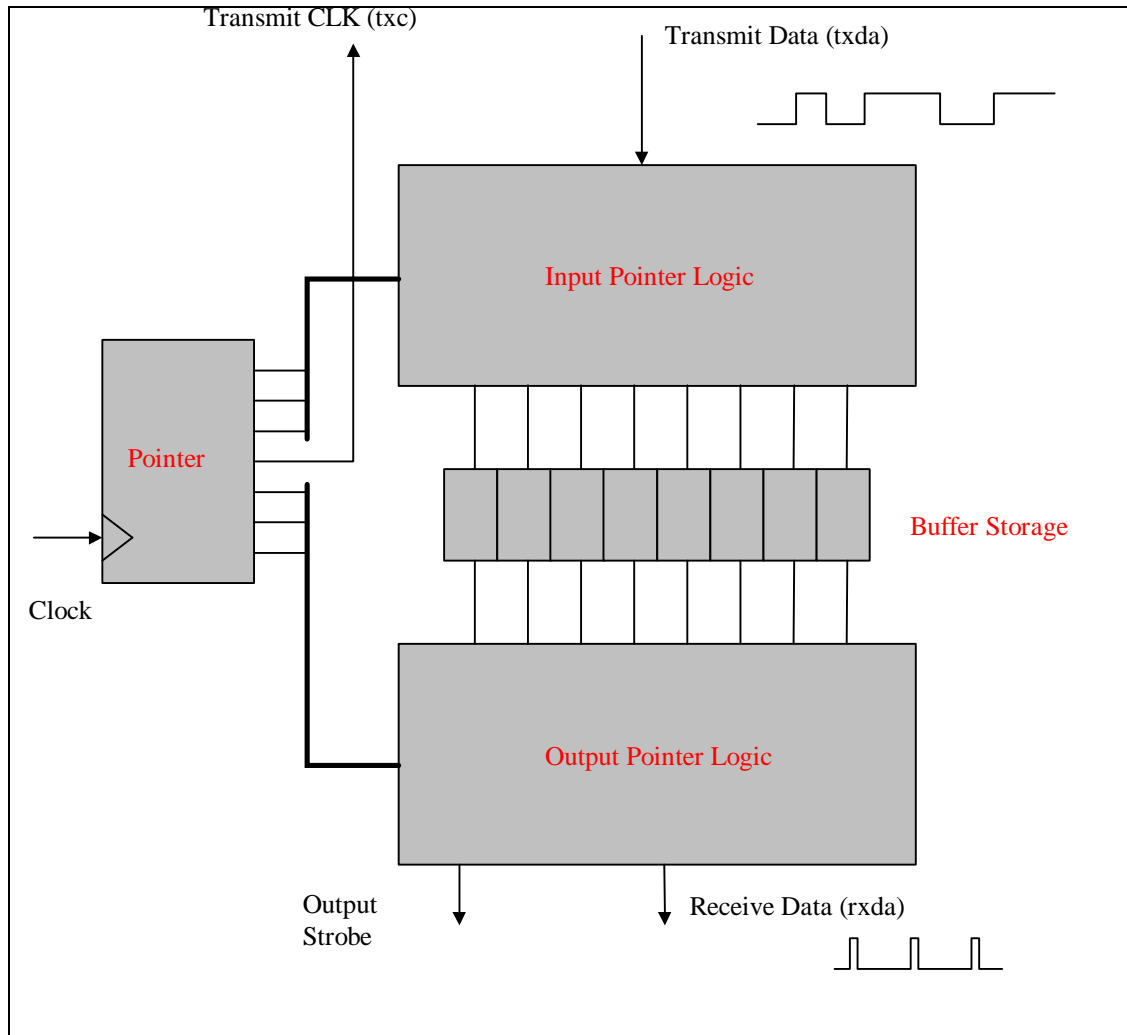 Transmit CLK (txc)
Transmit Data (txda)
Input Pointer Logic
Pointer
Buffer Storage
Clock
Output Pointer Logic
Output
Strobe
Receive Data (rxda)